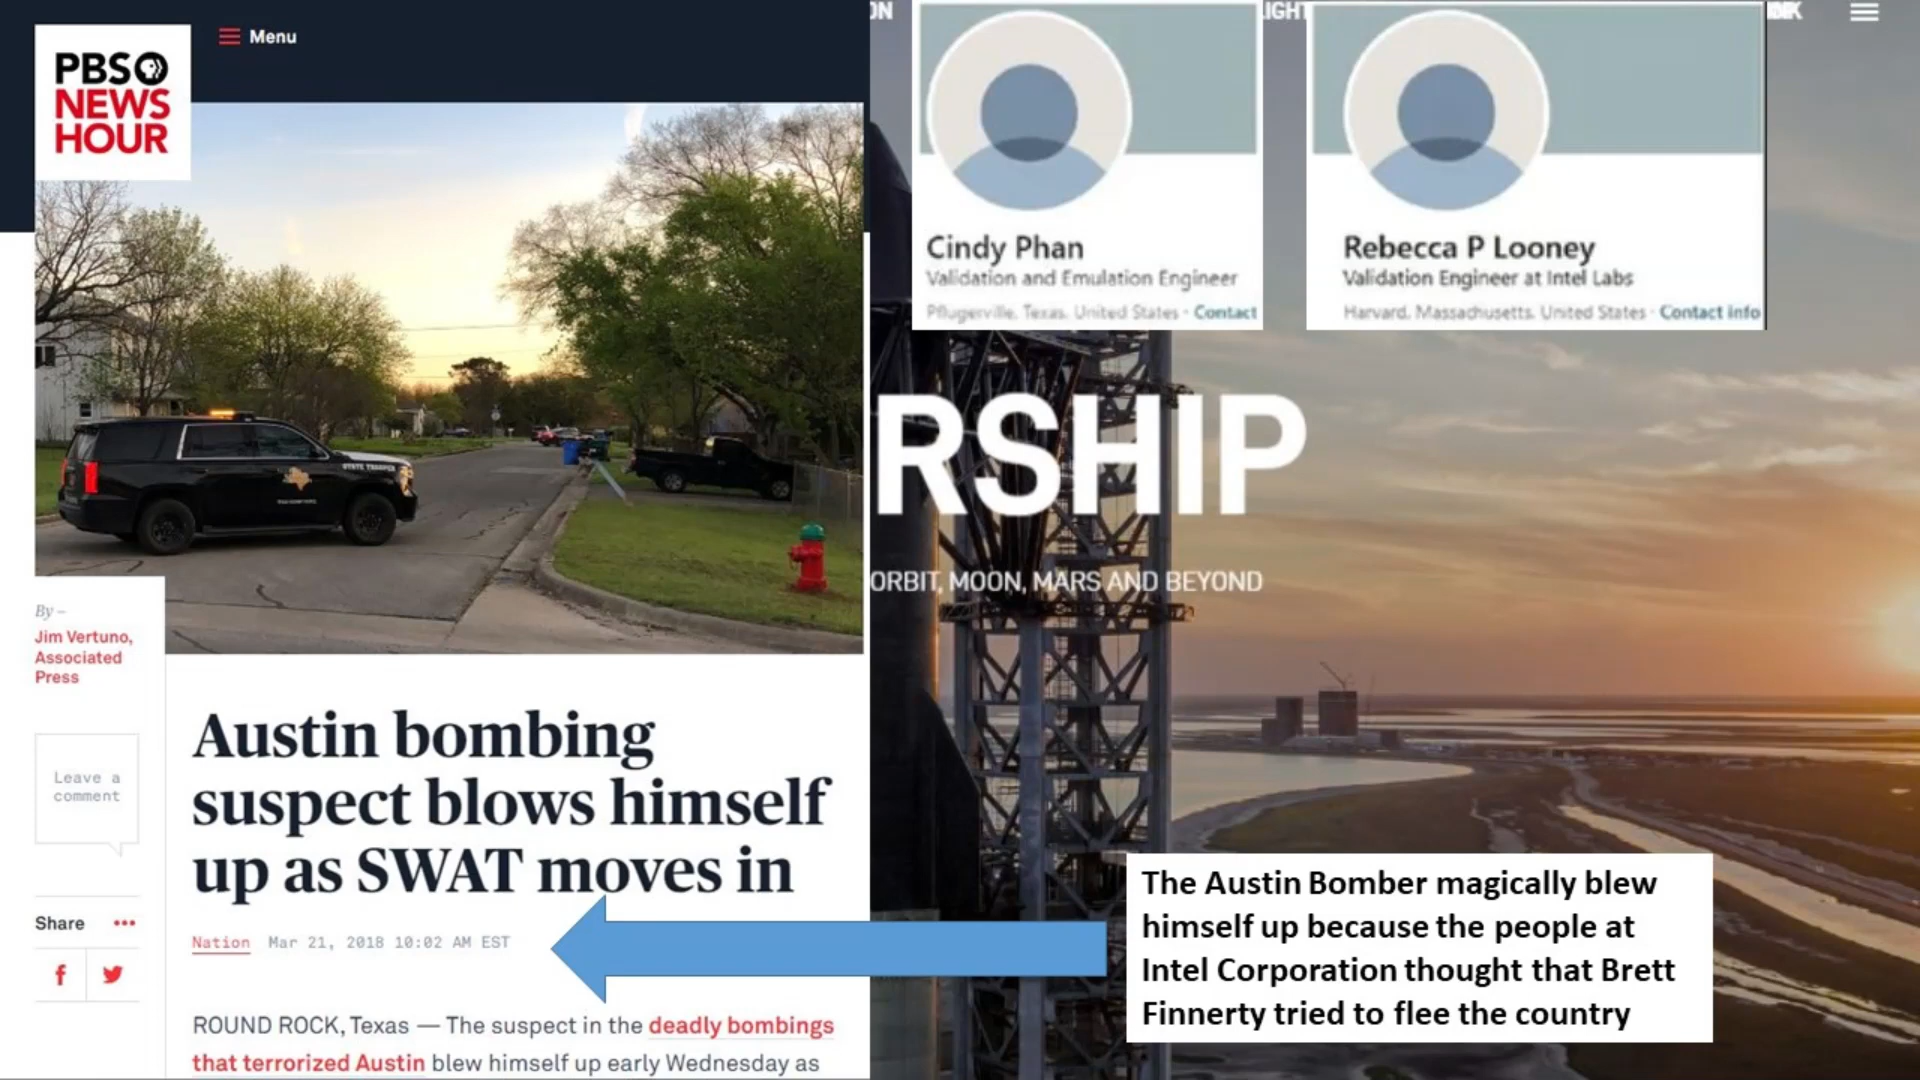 PBS
NEWS
HOUR
Menu
STATE TROOPER
By –
Jim Vertuno,
Associated
Press
Leave a
comment
Share
Austin bombing
suspect blows himself
up as SWAT moves in
Nation Mar 21, 2018 10:02 AM EST
ROUND ROCK, Texas — The suspect in the deadly bombings
that terrorized Austin blew himself up early Wednesday as
ON
LIGHT
Cindy Phan
Validation and Emulation Engineer
Pflugerville, Texas, United States · Contact
Rebecca P Looney
Validation Engineer at Intel Labs
Harvard, Massachusetts, United States · Contact info
RSHIP
ORBIT, MOON, MARS AND BEYOND
The Austin Bomber magically blew
himself up because the people at
Intel Corporation thought that Brett
Finnerty tried to flee the country